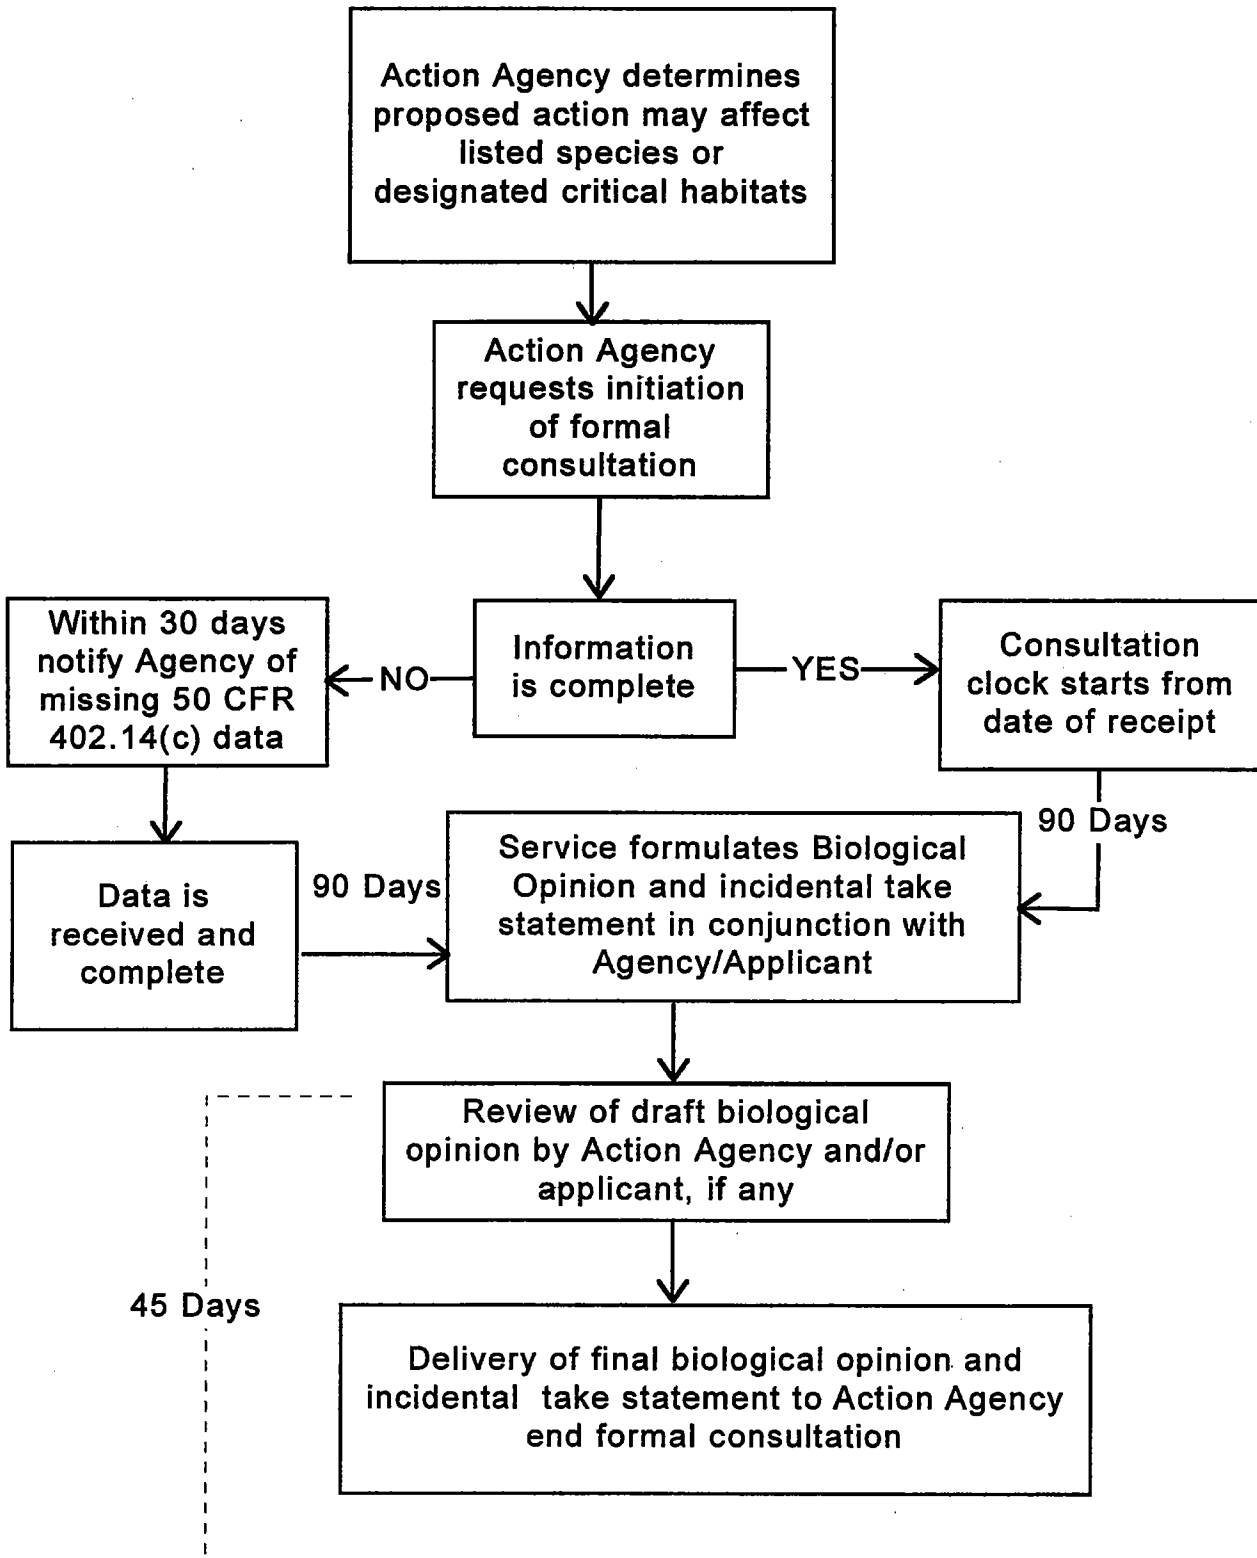 Action Agency determines
proposed action may affect
listed species or
designated critical habitats
Action Agency
requests initiation
of formal
consultation
Within 30 days
notify Agency of
missing 50 CFR
402.14(c) data
NO
Information
is complete
YES
Consultation
clock starts from
date of receipt
90 Days
Data is
received and
complete
90 Days
Service formulates Biological
Opinion and incidental take
statement in conjunction with
Agency/Applicant
Review of draft biological
opinion by Action Agency and/or
applicant, if any
45 Days
Delivery of final biological opinion and
incidental take statement to Action Agency
end formal consultation